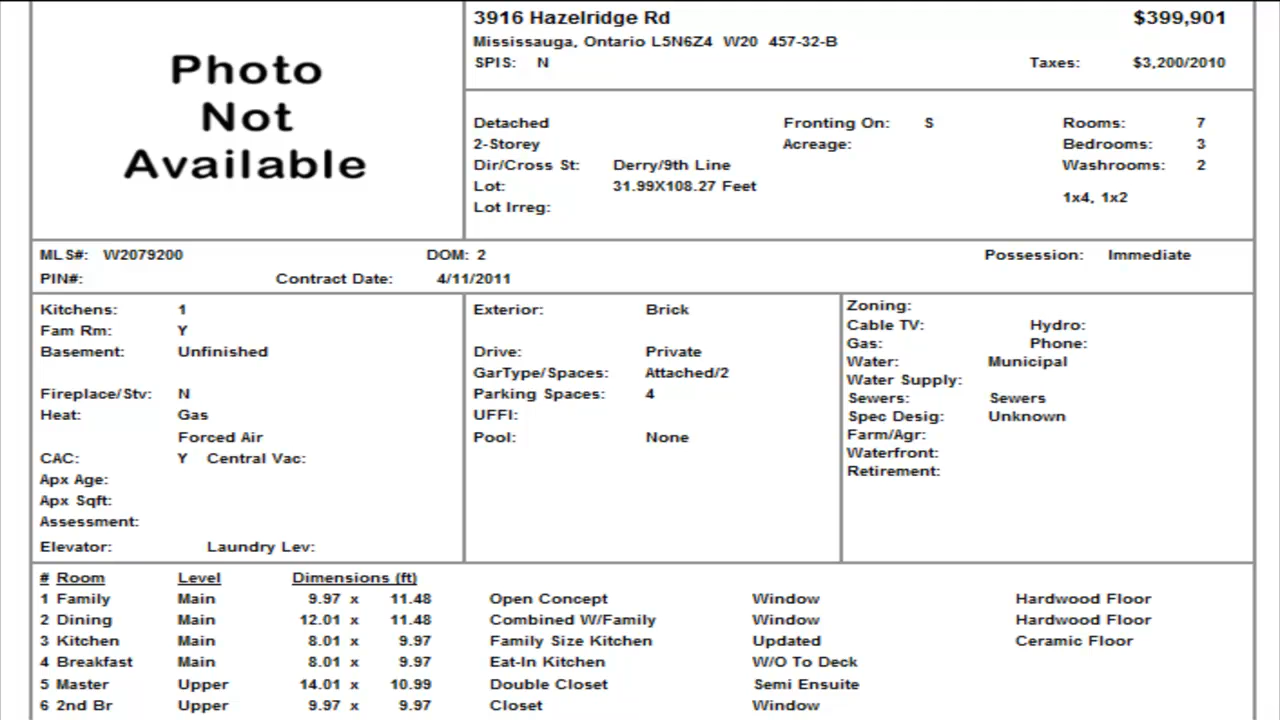 Photo
Not
Available
3916 Hazelridge Rd $399,901
Mississauga, Ontario L5N6Z4 W20 457-32-B
SPIS: N Taxes: $3,200/2010
Detached Fronting On: S Rooms: 7
2-Storey Acreage: Bedrooms: 3
Dir/Cross St: Derry/9th Line Washrooms: 2
Lot: 31.99X108.27 Feet
1x4, 1x2
Lot Irreg:
MLS#: W2079200 DOM: 2 Possession: Immediate
PIN#: Contract Date: 4/11/2011
Kitchens: 1
Fam Rm: Y
Basement: Unfinished
Fireplace/Stv: N
Heat: Gas
Forced Air
CAC: Y Central Vac:
Apx Age:
Apx Sqft:
Assessment:
Elevator: Laundry Lev:
Exterior: Brick
Drive: Private
GarType/Spaces: Attached/2
Parking Spaces: 4
UFFI:
Pool: None
Zoning:
Cable TV: Hydro:
Gas: Phone:
Water: Municipal
Water Supply:
Sewers: Sewers
Spec Desig: Unknown
Farm/Agr:
Waterfront:
Retirement:
# Room Level Dimensions (ft)
1 Family Main 9.97 x 11.48 Open Concept Window Hardwood Floor
2 Dining Main 12.01 x 11.48 Combined W/Family Window Hardwood Floor
3 Kitchen Main 8.01 x 9.97 Family Size Kitchen Updated Ceramic Floor
4 Breakfast Main 8.01 x 9.97 Eat-In Kitchen W/O To Deck
5 Master Upper 14.01 x 10.99 Double Closet Semi Ensuite
6 2nd Br Upper 9.97 x 9.97 Closet Window